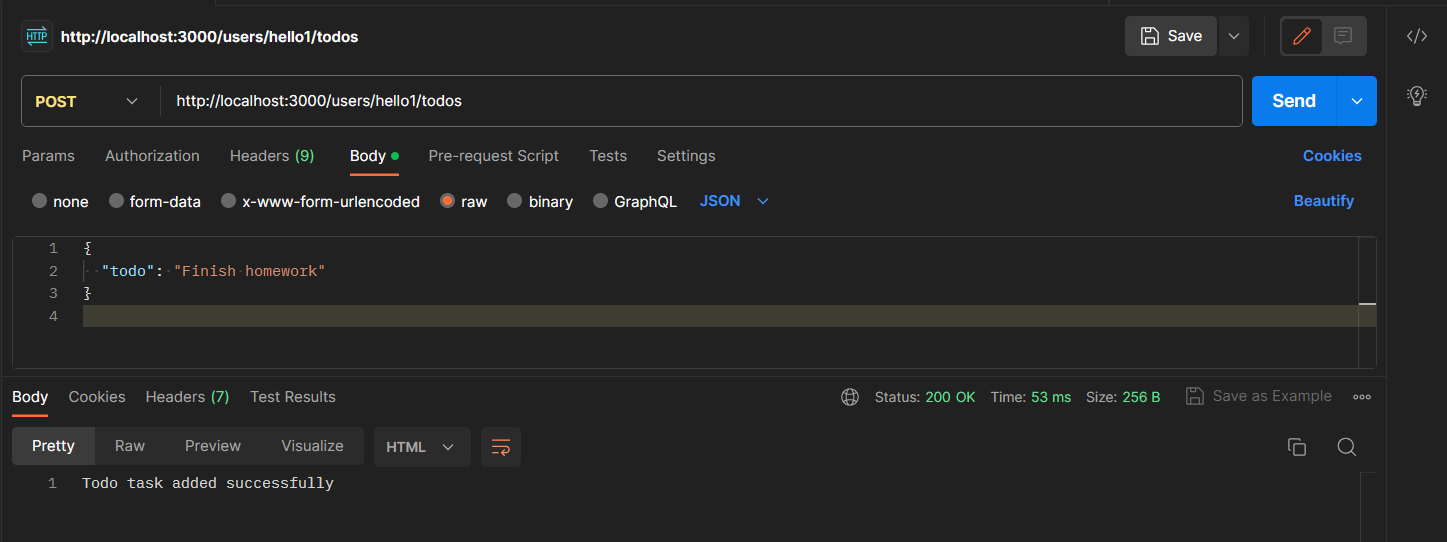 HTTP http://localhost:3000/users/hello1/todos Save
POST http://localhost:3000/users/hello1/todos Send
Params Authorization Headers (9) Body Pre-request Script Tests Settings Cookies
none form-data x-www-form-urlencoded raw binary GraphQL JSON Beautify
1 {
2 "todo": "Finish homework"
3 }
4
Body Cookies Headers (7) Test Results Status: 200 OK Time: 53 ms Size: 256 B Save as Example
Pretty Raw Preview Visualize HTML
1 Todo task added successfully